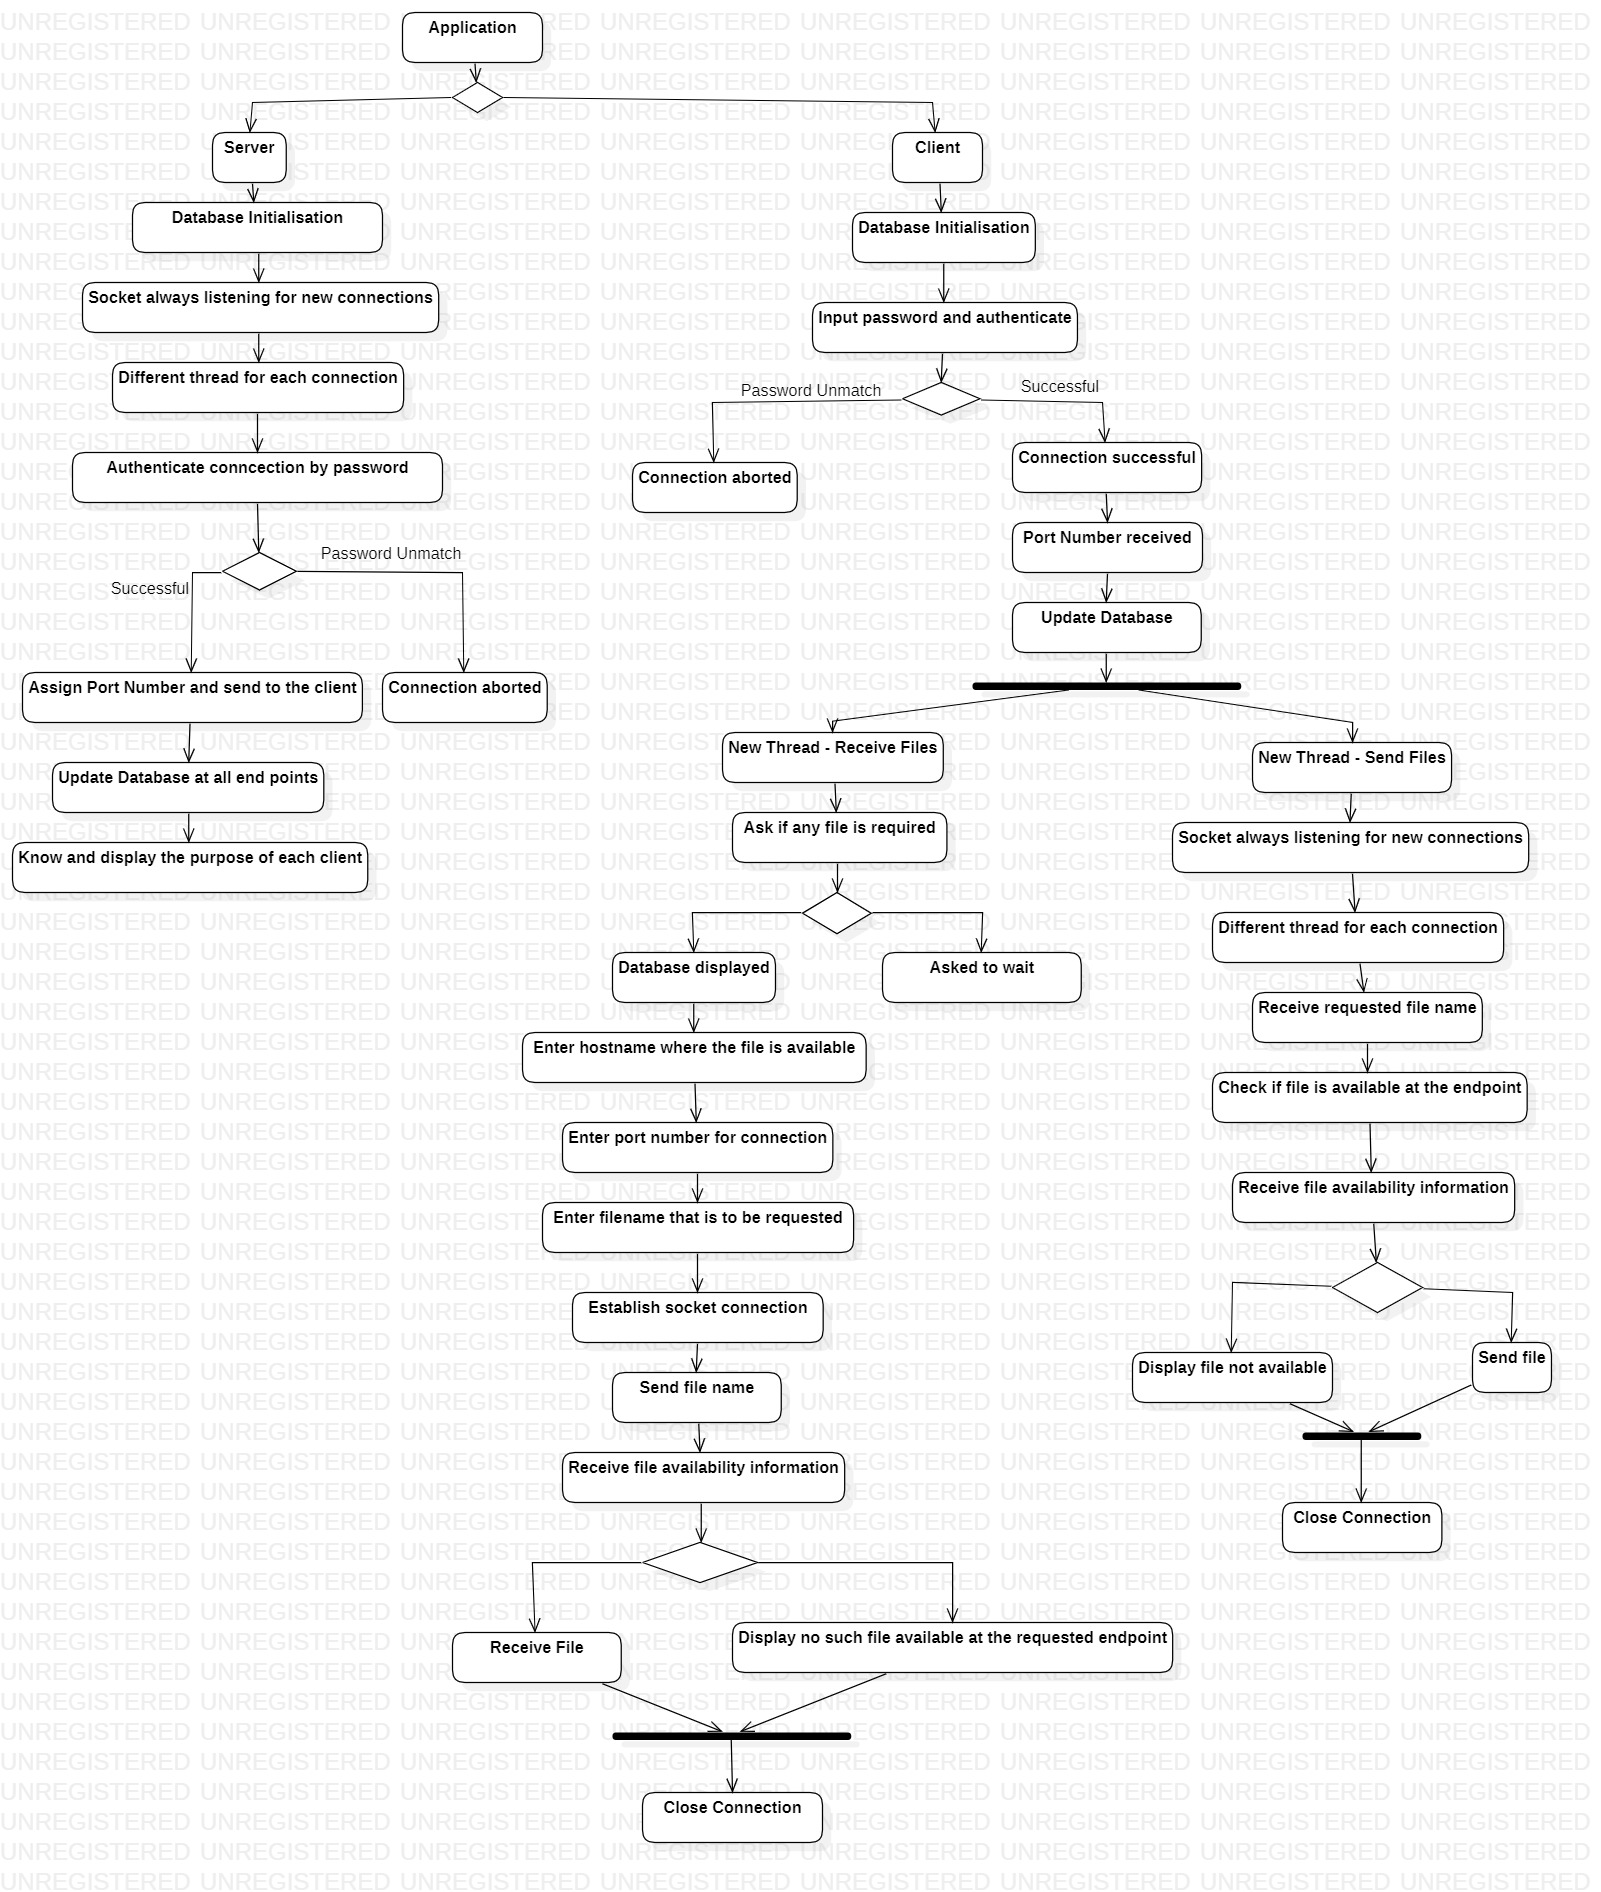 Application
Server
Client
Database Initialisation
Database Initialisation
Socket always listening for new connections
Input password and authenticate
Different thread for each connection
Password Unmatch
Successful
Authenticate conncection by password
Connection successful
Connection aborted
Port Number received
Password Unmatch
Successful
Update Database
Assign Port Number and send to the client
Connection aborted
New Thread - Receive Files
New Thread - Send Files
Update Database at all end points
Ask if any file is required
Socket always listening for new connections
Know and display the purpose of each client
Different thread for each connection
Database displayed
Asked to wait
Receive requested file name
Enter hostname where the file is available
Check if file is available at the endpoint
Enter port number for connection
Receive file availability information
Enter filename that is to be requested
Establish socket connection
Display file not available
Send file
Send file name
Receive file availability information
Close Connection
Receive File
Display no such file available at the requested endpoint
Close Connection
UNREGISTERED